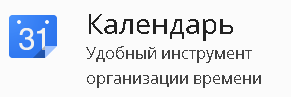 31
Календарь
Удобный инструмент
организации времени